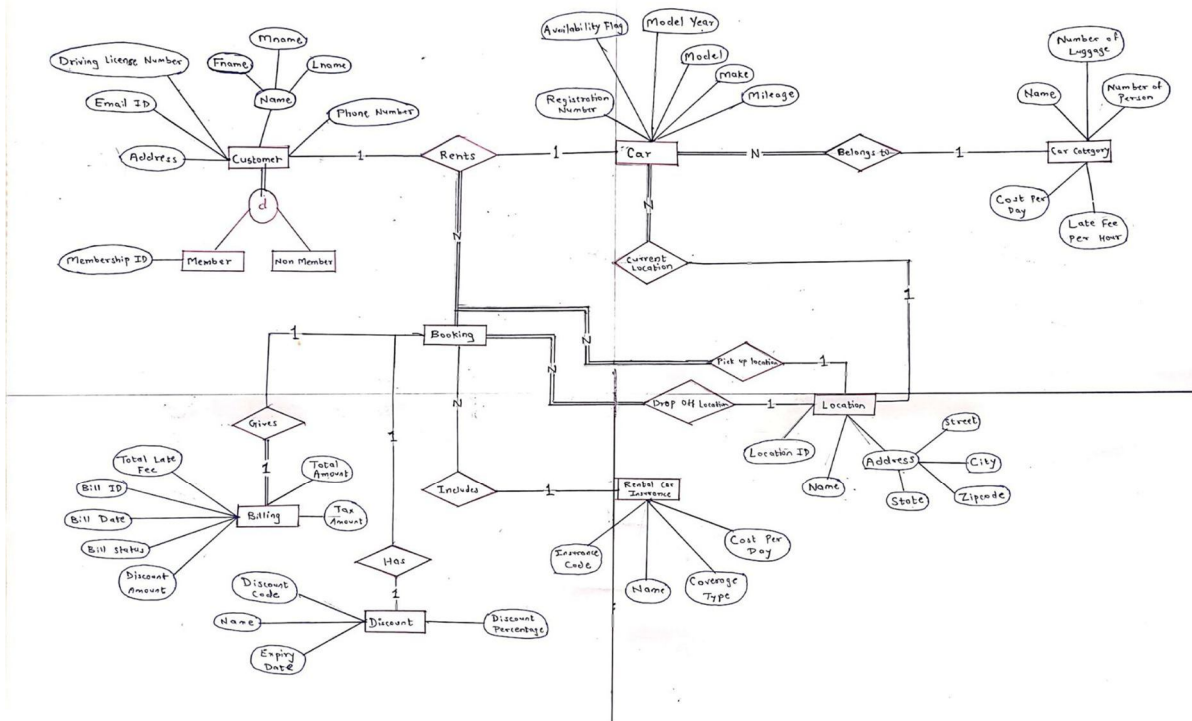 Mname
Fname
Lname
Name
Driving License Number
Email ID
Address
Phone Number
Customer
1
Rents
1
d
Membership ID
Member
Non Member
Availability Flag
Model Year
Model
Make
Mileage
Registration
Number
Car
N
Belongs to
1
Number of
Luggage
Name
Number of
Person
Car Category
Cost Per
Day
Late Fee
per Hour
N
Current
Location
1
N
Booking
1
N
N
Pick up location
1
N
Drop Off Location
1
Location
Location ID
Name
Address
Street
City
Zipcode
State
Gives
1
Total Late
Fee
Bill ID
Bill Date
Bill Status
Discount
Amount
Total
Amount
Tax
Amount
Billing
1
Has
1
Discount
Code
Name
Expiry
Date
Discount
Discount
Percentage
Includes
1
Rental Car
Insurance
Insurance
Code
Name
Coverage
Type
Cost Per
Day